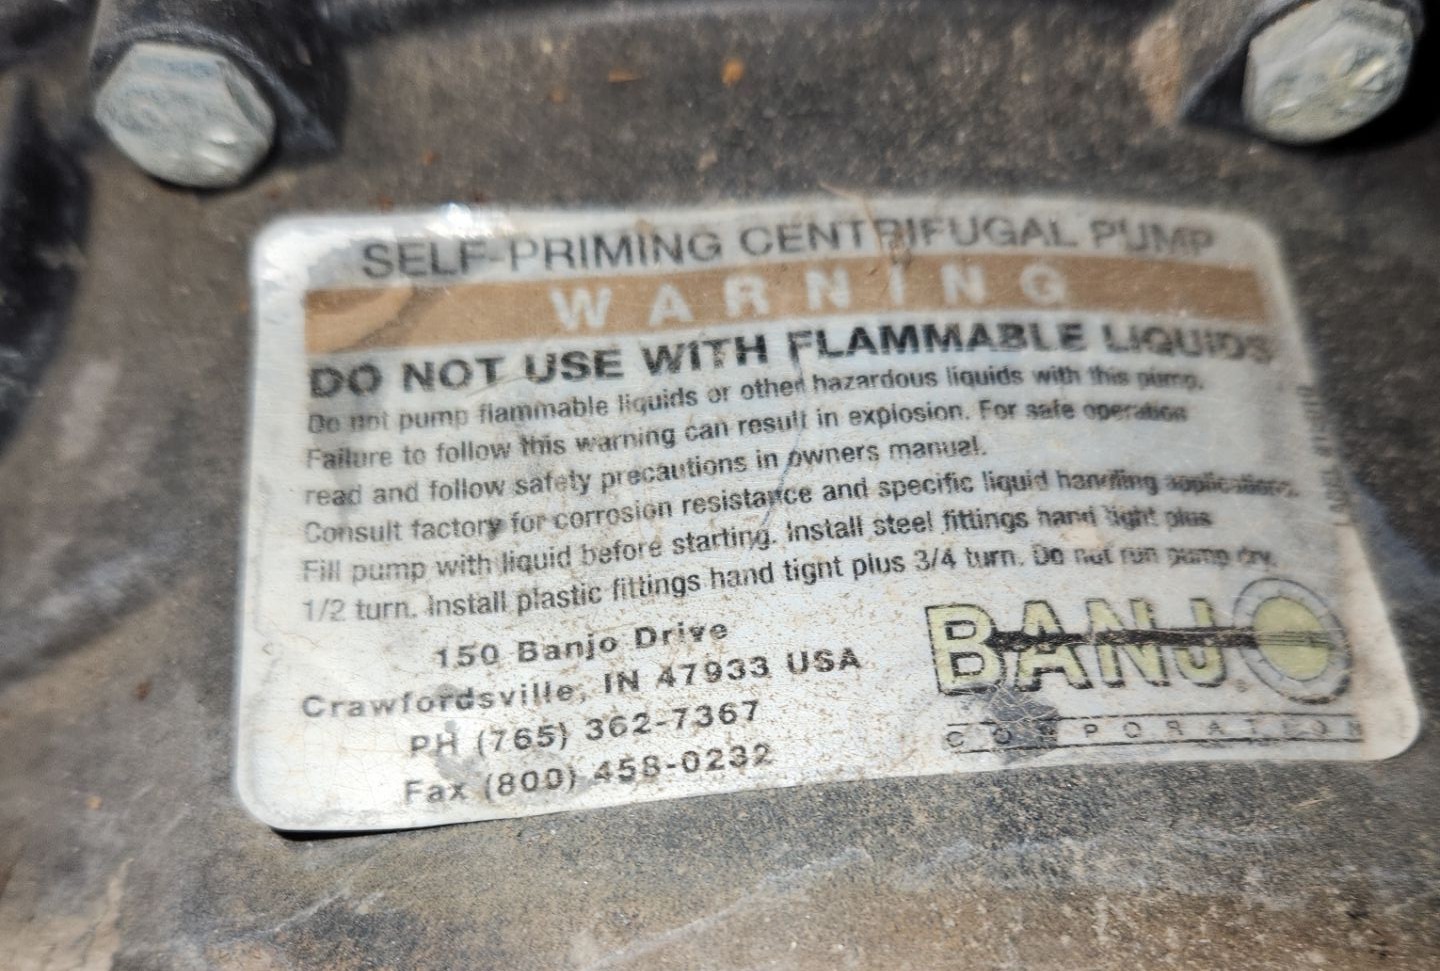 SELF-PRIMING CENTRIFUGAL PUMP
WARNING
DO NOT USE WITH FLAMMABLE LIQUIDS
Do not pump flammable liquids or other hazardous liquids with this pump.
Failure to follow this warning can result in explosion. For safe operation
read and follow safety precautions in owners manual.
Consult factory for corrosion resistance and specific liquid handling applications.
Fill pump with liquid before starting. Install steel fittings hand tight plus
1/2 turn. Install plastic fittings hand tight plus 3/4 turn. Do not run pump dry.
150 Banjo Drive
Crawfordsville, IN 47933 USA
PH (765) 362-7367
Fax (800) 458-0232
BANJO
CORPORATION
LABEL